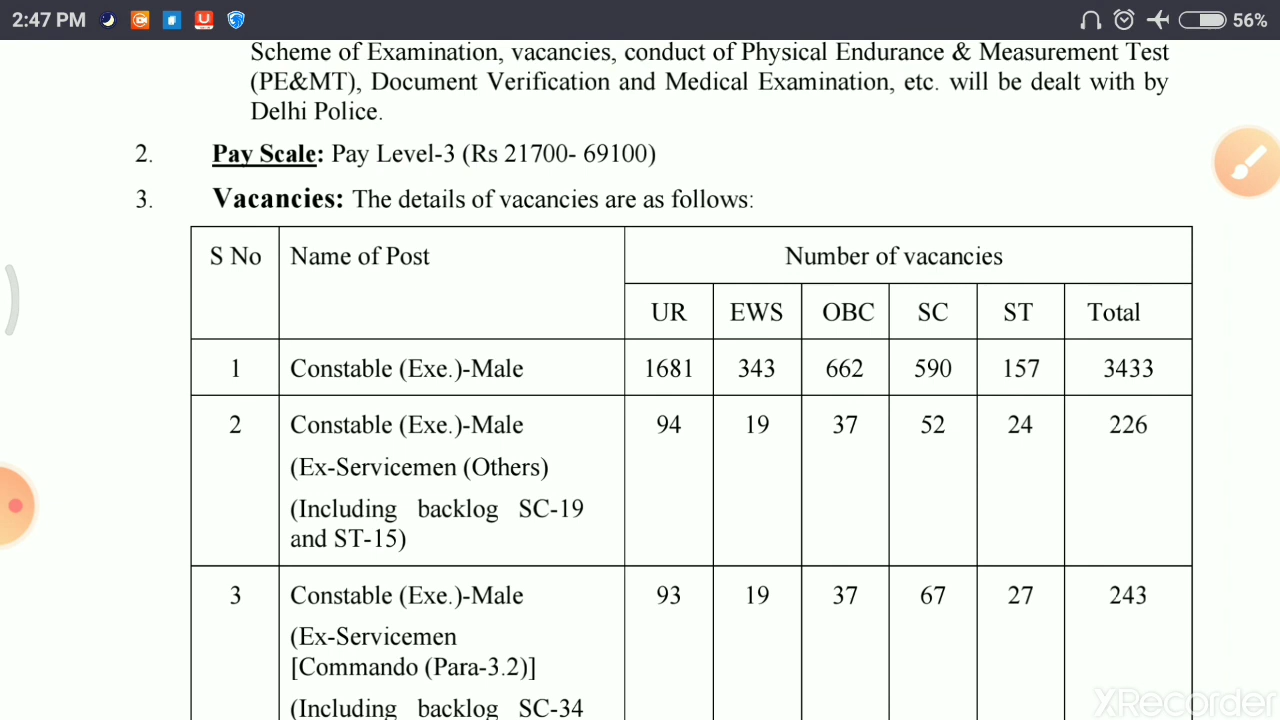 2:47 PM
56%
Scheme of Examination, vacancies, conduct of Physical Endurance & Measurement Test
(PE&MT), Document Verification and Medical Examination, etc. will be dealt with by
Delhi Police.
2. Pay Scale: Pay Level-3 (Rs 21700- 69100)
3. Vacancies: The details of vacancies are as follows:
S No Name of Post Number of vacancies
UR EWS OBC SC ST Total
1 Constable (Exe.)-Male 1681 343 662 590 157 3433
2 Constable (Exe.)-Male 94 19 37 52 24 226
(Ex-Servicemen (Others)
(Including backlog SC-19
and ST-15)
3 Constable (Exe.)-Male 93 19 37 67 27 243
(Ex-Servicemen
[Commando (Para-3.2)]
(Including backlog SC-34
XRecorder